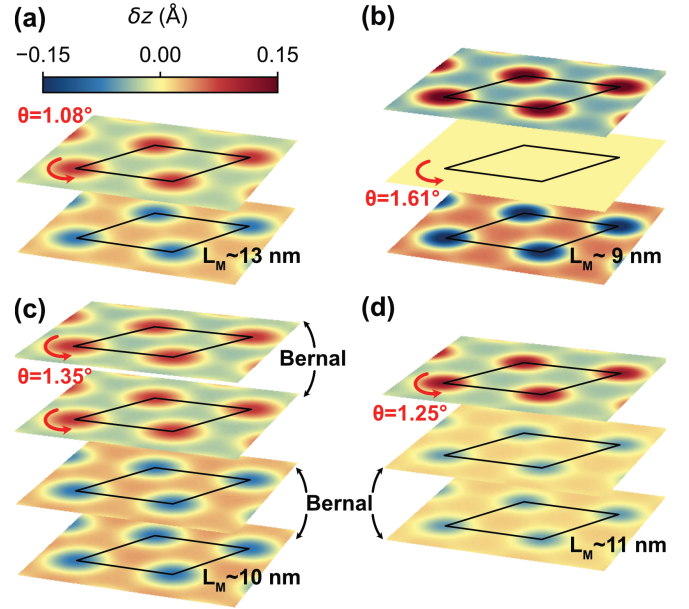 (a)
δz (Å)
−0.15 0.00 0.15
θ=1.08°
L_M~13 nm
(b)
θ=1.61°
L_M~ 9 nm
(c)
Bernal
θ=1.35°
Bernal
L_M~10 nm
(d)
θ=1.25°
L_M~11 nm